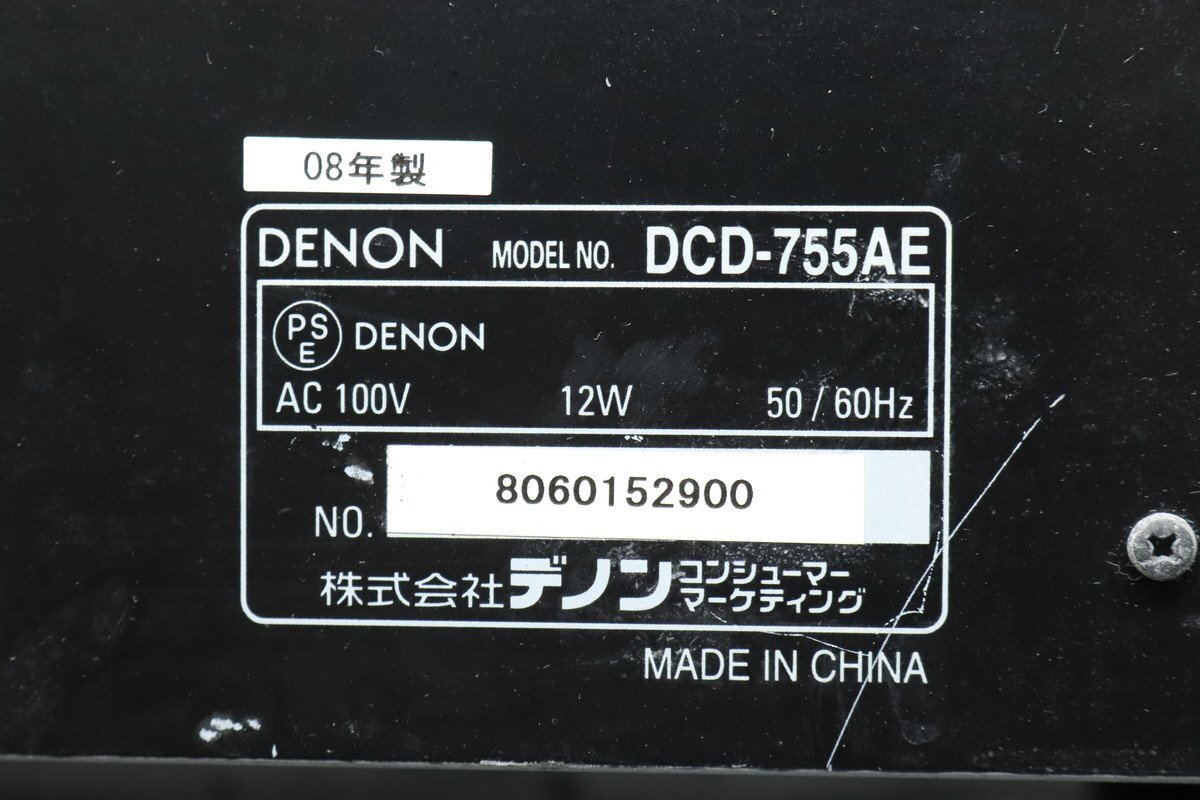 08年製
DENON MODEL NO. DCD-755AE
PSE DENON
AC 100V 12W 50 / 60Hz
NO. 8060152900
株式会社デノン コンシューマー
マーケティング
MADE IN CHINA